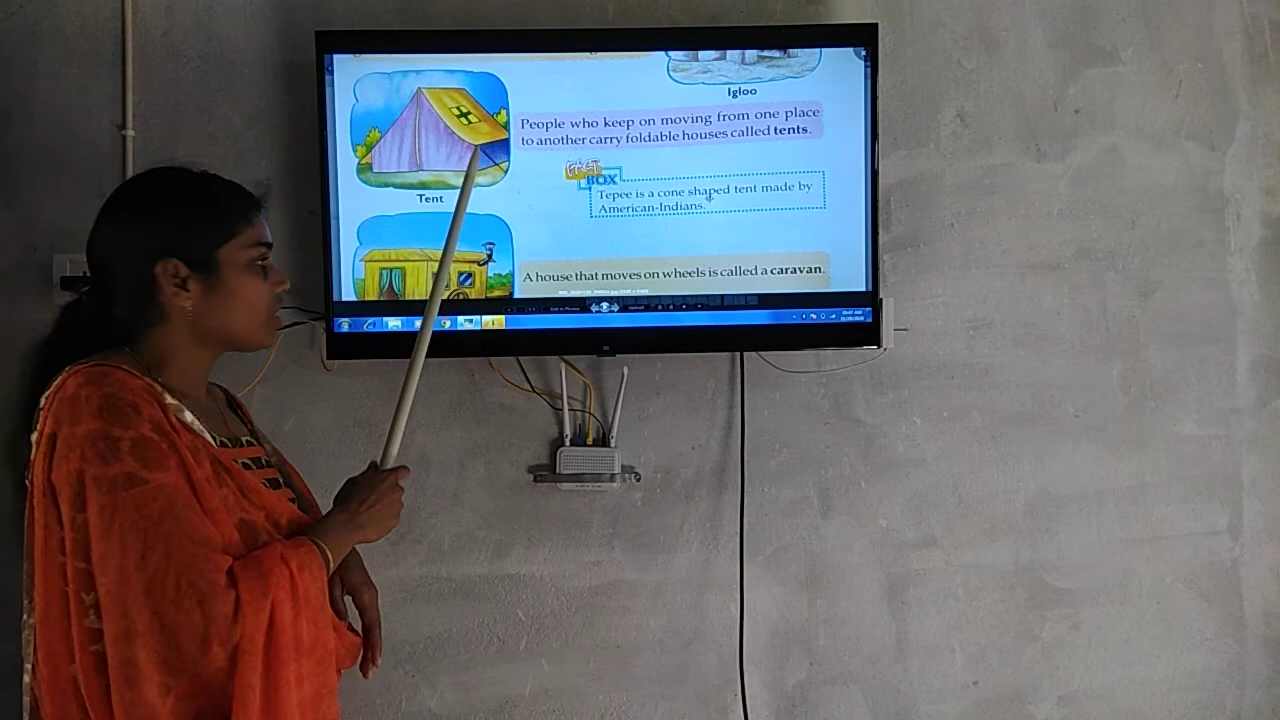 Igloo
People who keep on moving from one place
to another carry foldable houses called tents.
Tent
FACT
BOX
Tepee is a cone shaped tent made by
American-Indians.
A house that moves on wheels is called a caravan.